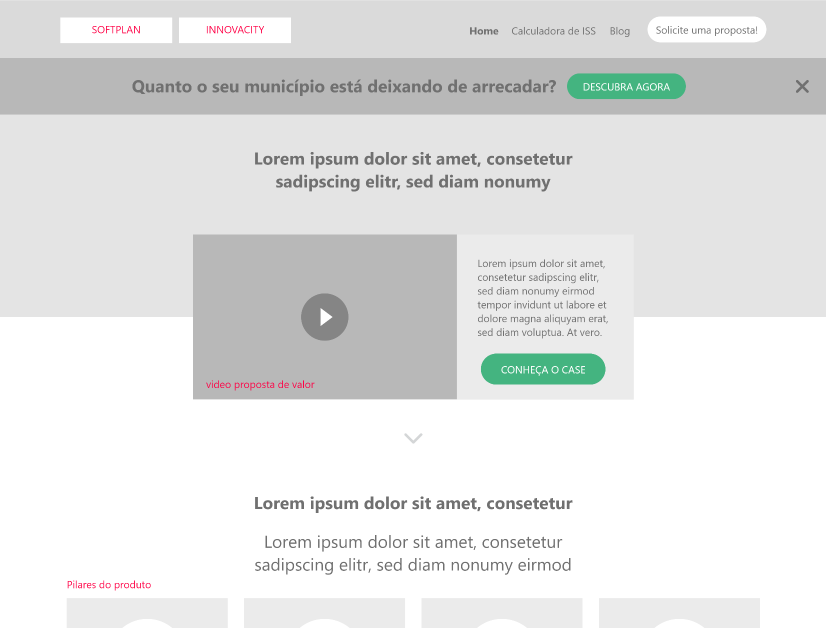 SOFTPLAN
INNOVACITY
Home
Calculadora de ISS
Blog
Solicite uma proposta!
Quanto o seu município está deixando de arrecadar?
DESCUBRA AGORA
Lorem ipsum dolor sit amet, consetetur
sadipscing elitr, sed diam nonumy
Lorem ipsum dolor sit amet,
consetetur sadipscing elitr,
sed diam nonumy eirmod
tempor invidunt ut labore et
dolore magna aliquyam erat,
sed diam voluptua. At vero.
CONHEÇA O CASE
video proposta de valor
Lorem ipsum dolor sit amet, consetetur
Lorem ipsum dolor sit amet, consetetur
sadipscing elitr, sed diam nonumy eirmod
Pilares do produto